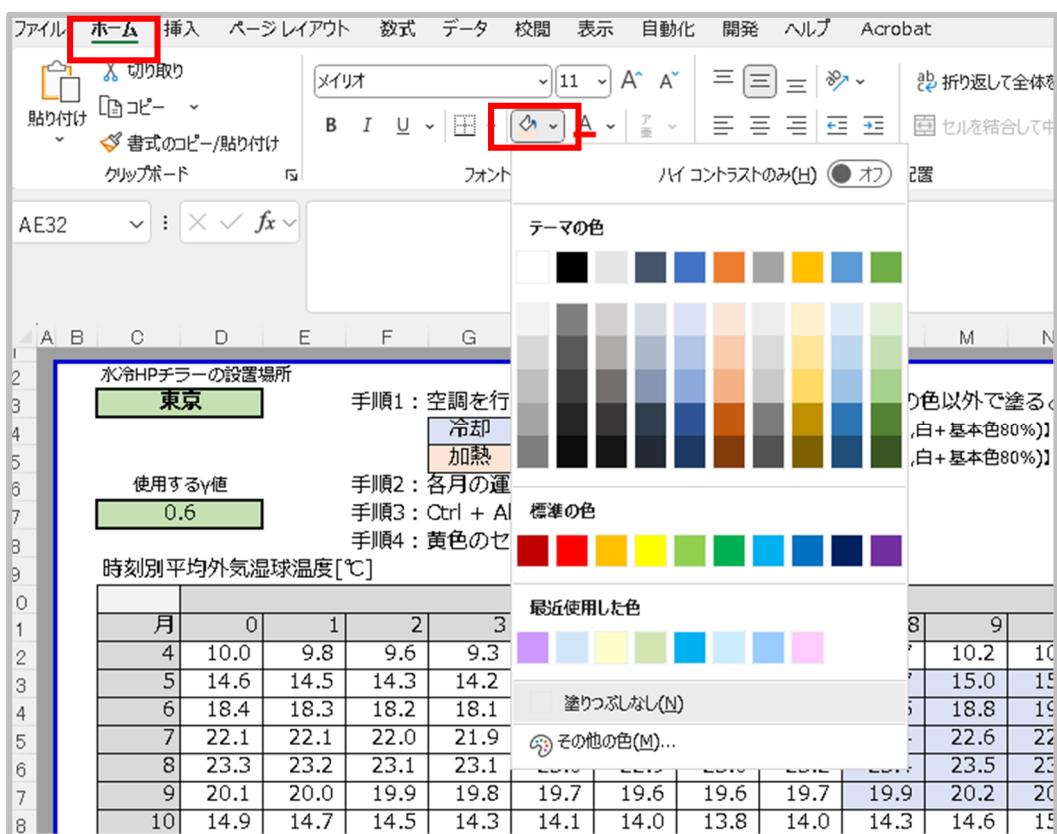 ファイル ホーム 挿入 ページ レイアウト 数式 データ 校閲 表示 自動化 開発 ヘルプ Acrobat
貼り付け
切り取り
コピー
書式のコピー/貼り付け
クリップボード
メイリオ 11 A A
B I U A ア亜
フォント
ab 折り返して全体を
セルを結合して中
配置
AE32 fx
ハイ コントラストのみ(H) オフ
テーマの色
標準の色
最近使用した色
塗りつぶしなし(N)
その他の色(M)...
A B C D E F G M N
水冷HPチラーの設置場所
東京
手順1：空調を行
の色以外で塗る
冷却
,白+基本色80%)】
加熱
,白+基本色80%)】
使用するγ値
0.6
手順2：各月の運
手順3：Ctrl + Al
手順4：黄色のセ
時刻別平均外気湿球温度[℃]
月 0 1 2 3 8 9
4 10.0 9.8 9.6 9.3 10.2 10
5 14.6 14.5 14.3 14.2 15.0 15
6 18.4 18.3 18.2 18.1 18.8 19
7 22.1 22.1 22.0 21.9 22.6 22
8 23.3 23.2 23.1 23.1 23.5 23
9 20.1 20.0 19.9 19.8 19.7 19.6 19.6 19.7 19.9 20.2 20
10 14.9 14.7 14.5 14.3 14.1 14.0 13.8 14.0 14.3 14.6 15